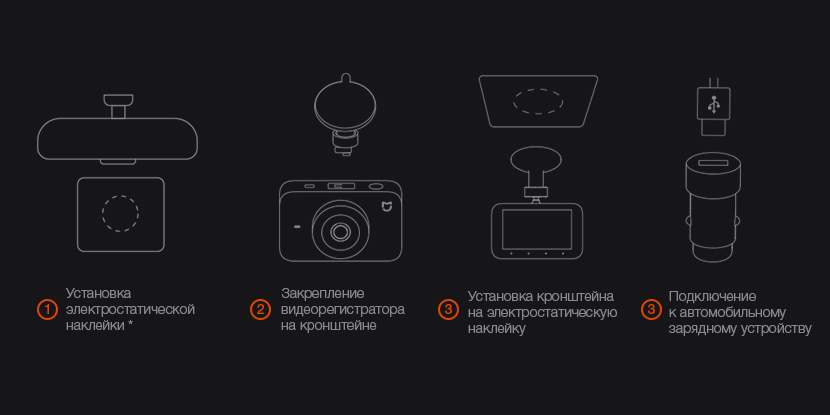 1
Установка
электростатической
наклейки *
2
Закрепление
видеорегистратора
на кронштейне
3
Установка кронштейна
на электростатическую
наклейку
3
Подключение
к автомобильному
зарядному устройству